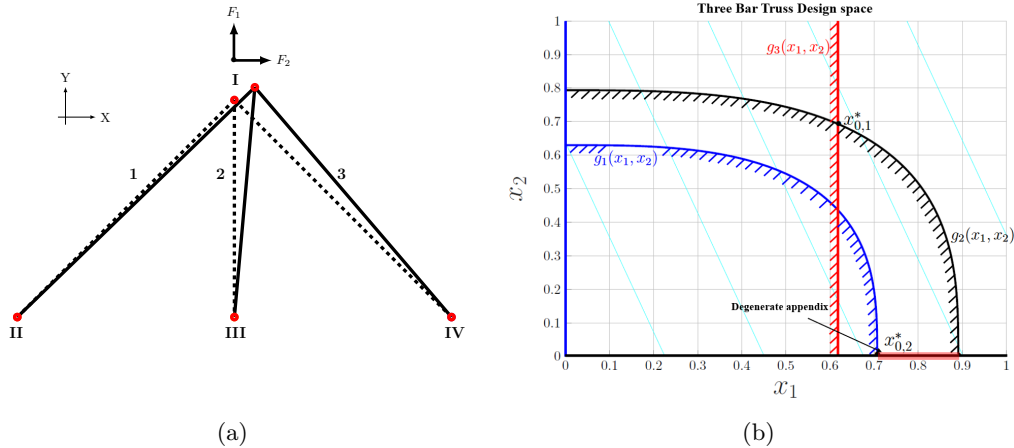 F₁
F₂
Y
X
I
1
2
3
II
III
IV
(a)
Three Bar Truss Design space
1
0.9
0.8
0.7
0.6
0.5
0.4
0.3
0.2
0.1
0
x₂
g₃(x₁, x₂)
x*₀,₁
g₁(x₁, x₂)
g₂(x₁, x₂)
Degenerate appendix
x*₀,₂
0 0.1 0.2 0.3 0.4 0.5 0.6 0.7 0.8 0.9 1
x₁
(b)